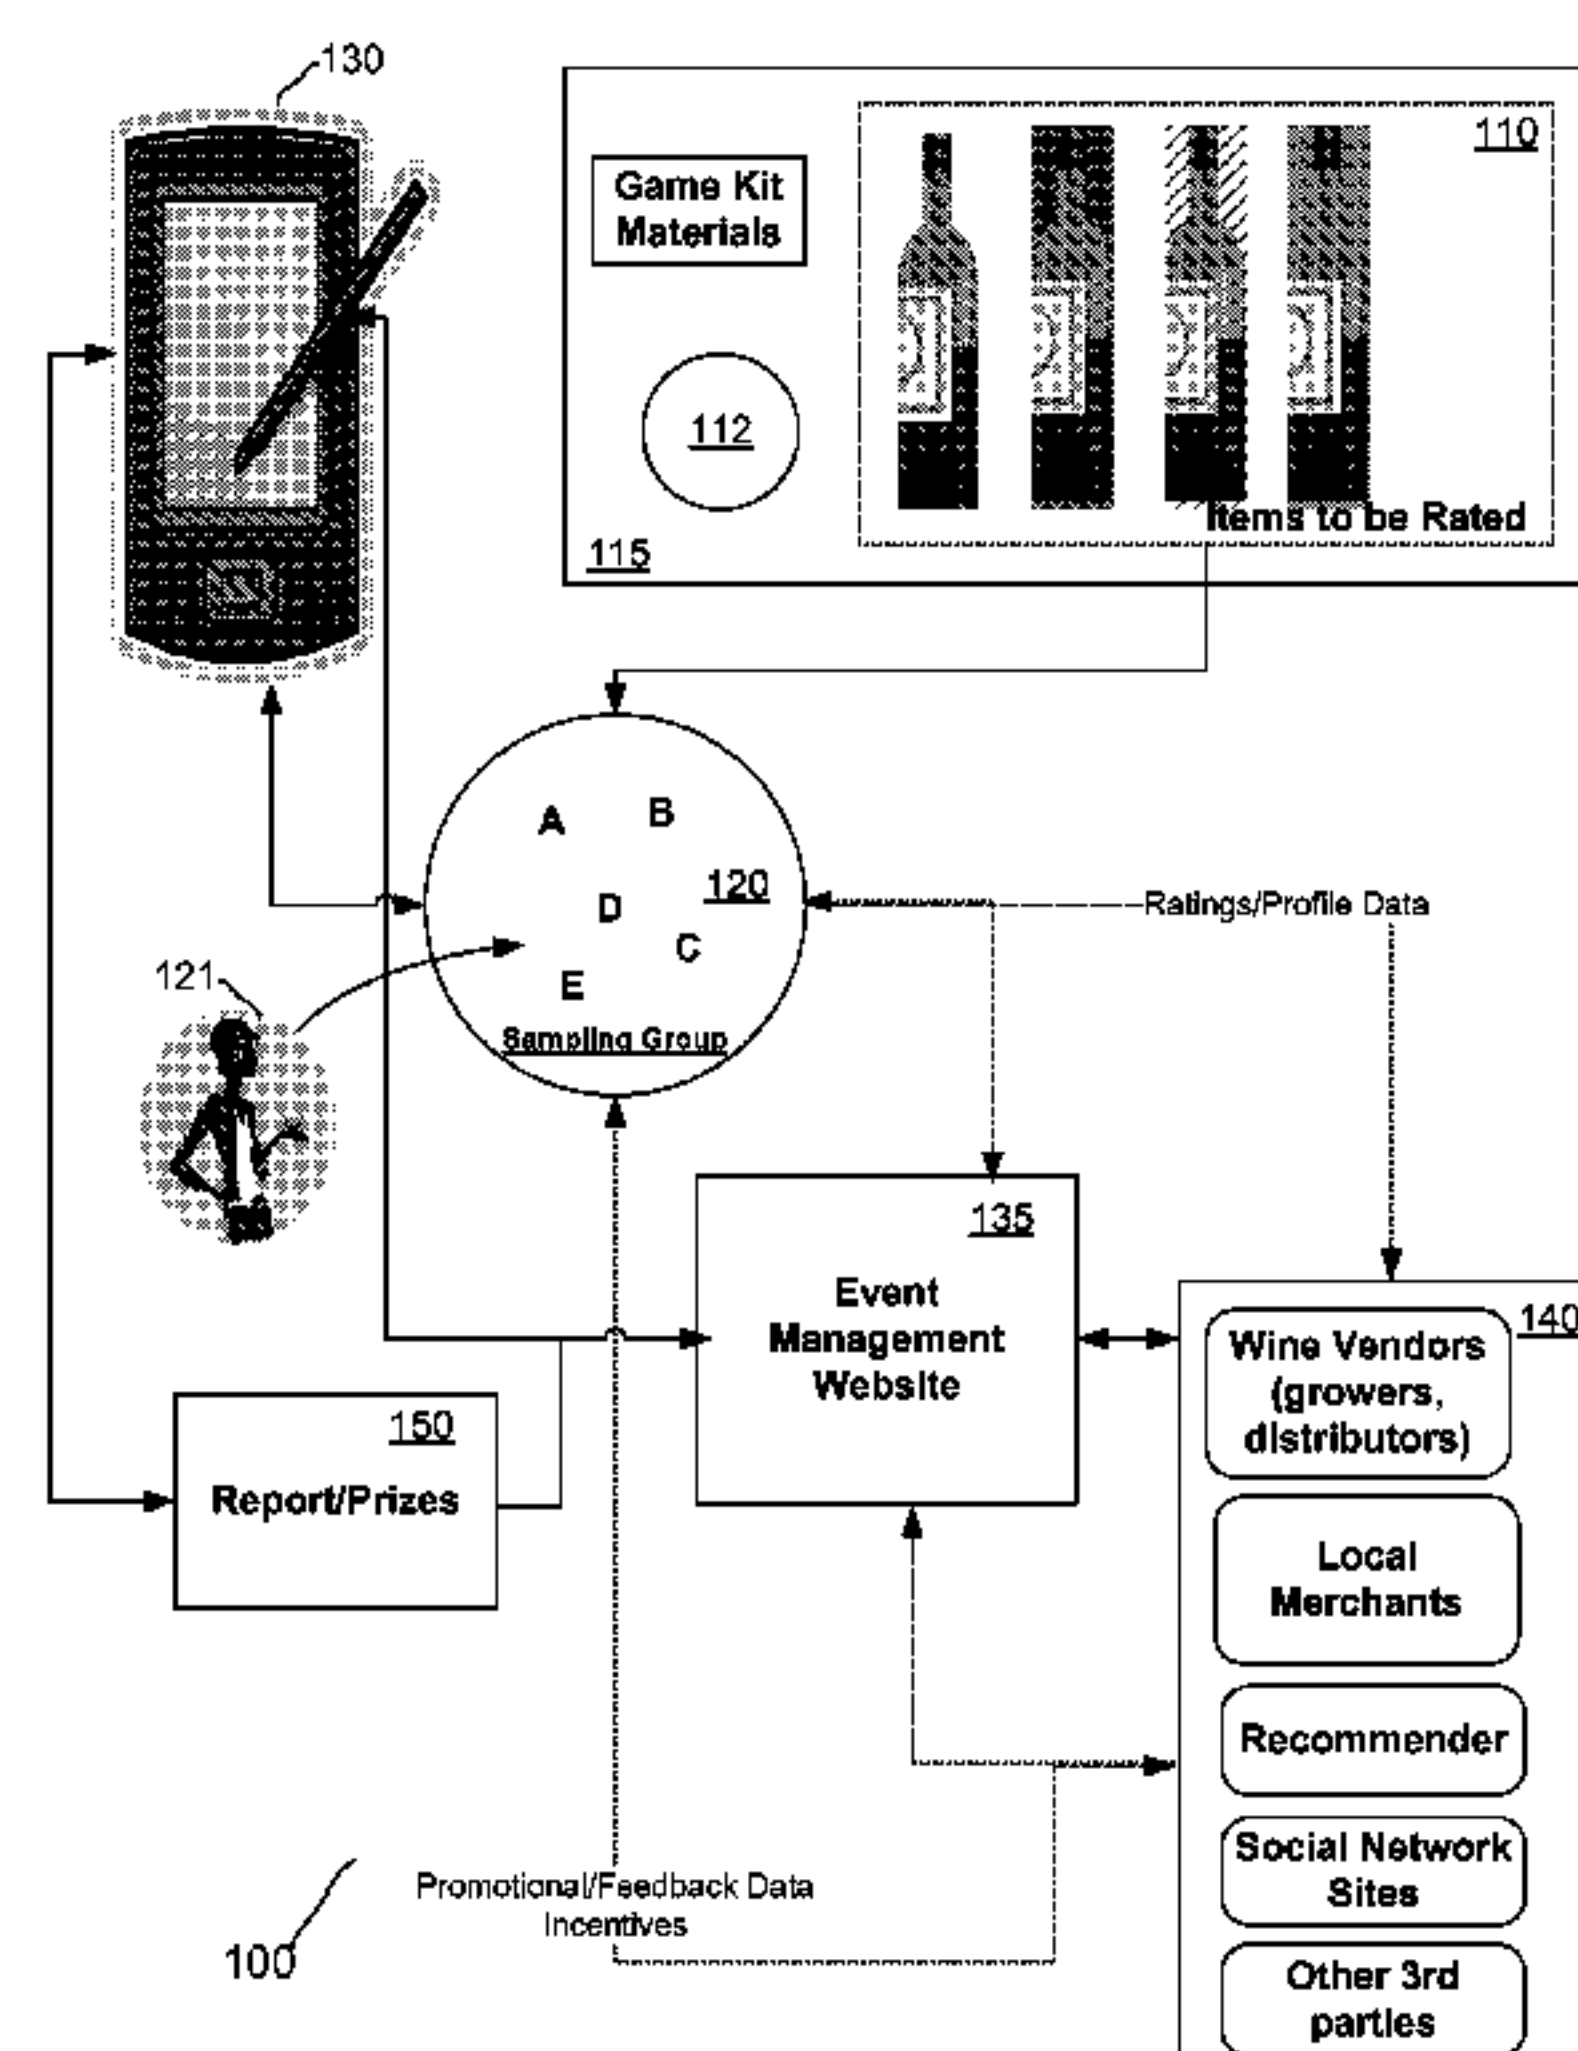 130
110
Game Kit
Materials
112
Items to be Rated
115
A
B
120
D
C
E
Sampling Group
Ratings/Profile Data
121
135
Event
Management
Website
140
Wine Vendors
(growers,
distributors)
150
Report/Prizes
Local
Merchants
Recommender
Social Network
Sites
Promotional/Feedback Data
Incentives
100
Other 3rd
parties